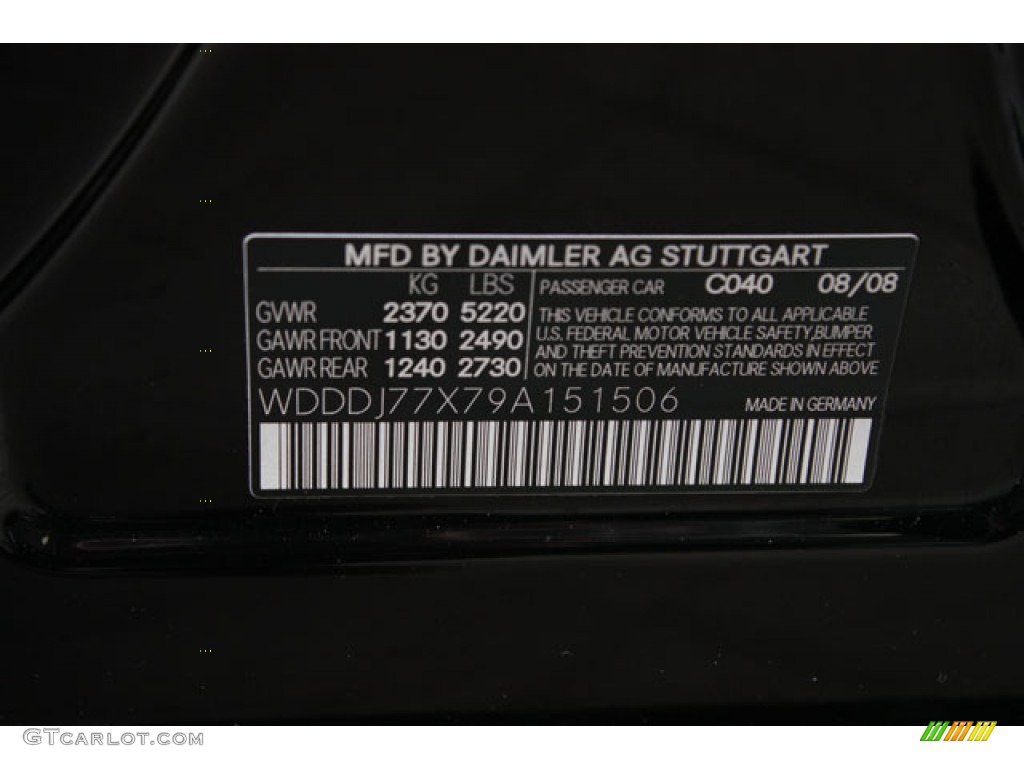 MFD BY DAIMLER AG STUTTGART
KG LBS
GVWR 2370 5220
GAWR FRONT 1130 2490
GAWR REAR 1240 2730
PASSENGER CAR C040 08/08
THIS VEHICLE CONFORMS TO ALL APPLICABLE
U.S. FEDERAL MOTOR VEHICLE SAFETY,BUMPER
AND THEFT PREVENTION STANDARDS IN EFFECT
ON THE DATE OF MANUFACTURE SHOWN ABOVE
WDDDJ77X79A151506 MADE IN GERMANY
GTCARLOT.COM